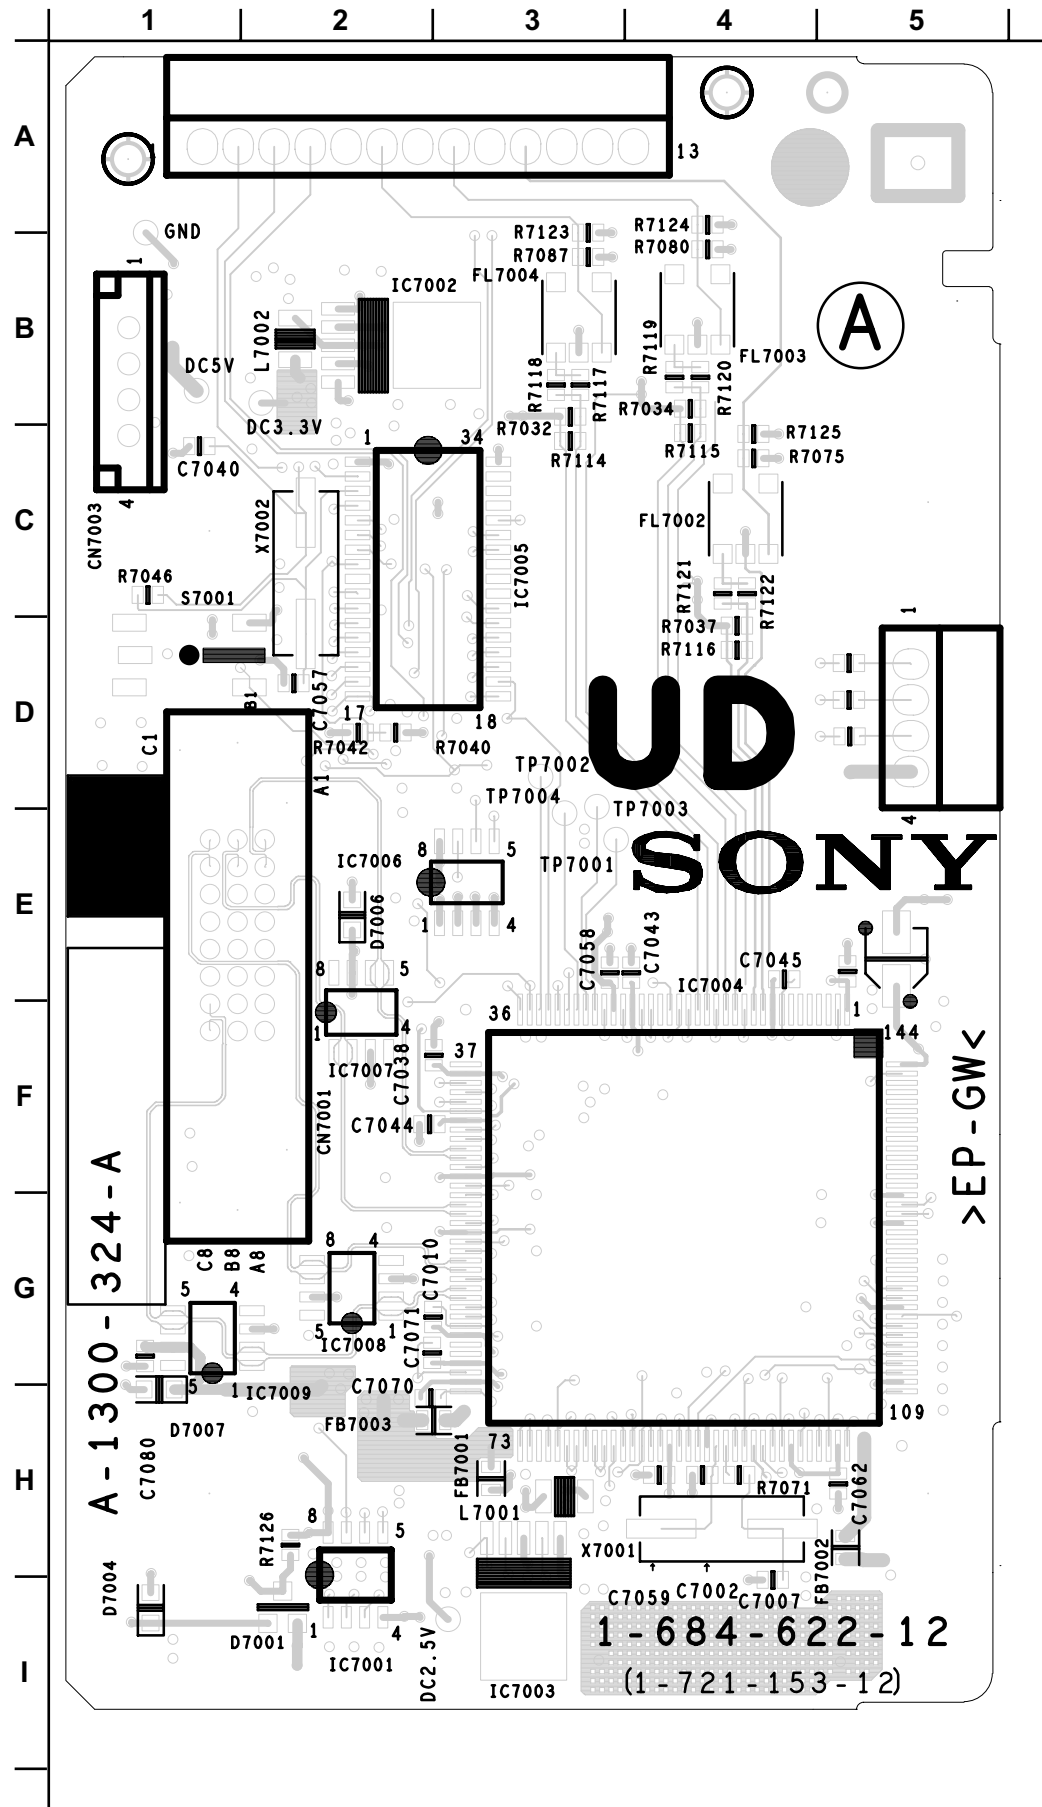 1 2 3 4 5
A
13
GND
R7123
R7124
R7087
R7080
FL7004
1
IC7002
B
L7002
A
R7119
FL7003
DC5V
R7118
R7117
R7120
R7034
DC3.3V
R7032
R7125
1
34
R7115
C7040
R7114
R7075
4
C
CN7003
X7002
FL7002
IC7005
R7046
S7001
R7121
R7122
1
R7037
R7116
D
B1
C7057
C1
17
18
R7042
R7040
A1
UD
TP7002
TP7004
TP7003
4
SONY
IC7006
8
5
TP7001
E
D7006
1
4
C7058
C7043
C7045
8
5
IC7004
36
1
1
4
144
37
IC7007
C7038
F
C7044
CN7001
>EP-GW<
A-1300-324-A
8
4
C8
B8
A8
C7010
G
5
4
5
1
IC7008
C7071
C7070
5
1
IC7009
FB7003
109
D7007
73
H
C7080
FB7001
R7071
C7062
L7001
8
5
R7126
X7001
FB7002
D7004
C7059
C7002
C7007
D7001
1
4
1-684-622-12
IC7001
DC2.5V
I
IC7003
(1-721-153-12)